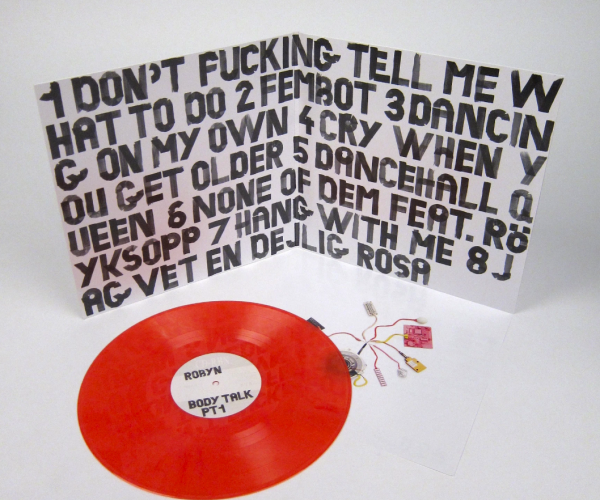 1 DON'T FUCKING TELL ME W
HAT TO DO 2 FEMBOT 3 DANCIN
G ON MY OWN 4 CRY WHEN Y
OU GET OLDER 5 DANCEHALL Q
UEEN 6 NONE OF DEM FEAT. RÖ
YKSOPP 7 HANG WITH ME 8 J
AG VET EN DEJLIG ROSA
ROBYN
BODY TALK
PT1